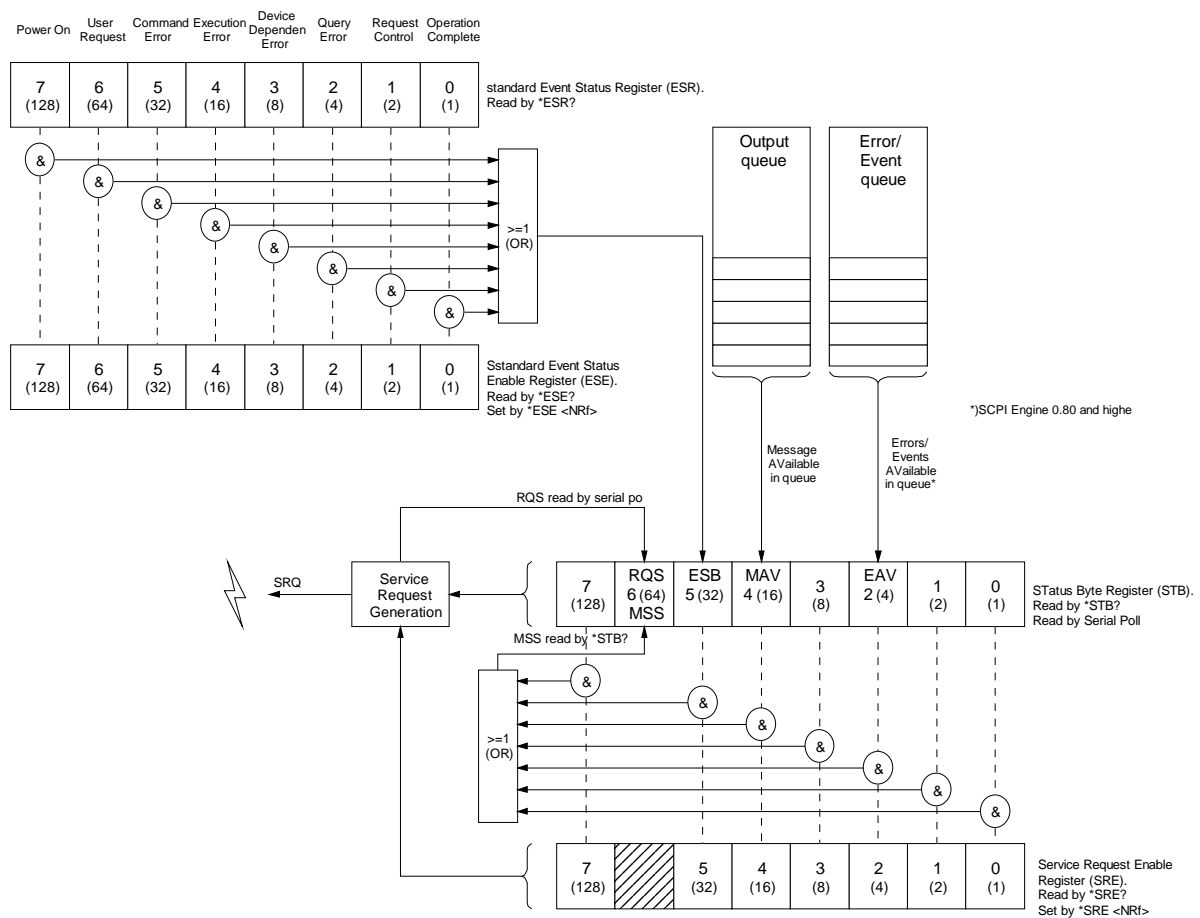 Power On
User
Request
Command
Error
Execution
Error
Device
Dependen
Error
Query
Error
Request
Control
Operation
Complete
7
(128)
6
(64)
5
(32)
4
(16)
3
(8)
2
(4)
1
(2)
0
(1)
standard Event Status Register (ESR).
Read by *ESR?
&
&
&
&
&
&
&
&
>=1
(OR)
Output
queue
Error/
Event
queue
7
(128)
6
(64)
5
(32)
4
(16)
3
(8)
2
(4)
1
(2)
0
(1)
Sstandard Event Status
Enable Register (ESE).
Read by *ESE?
Set by *ESE <NRf>
*)SCPI Engine 0.80 and highe
Message
AVailable
in queue
Errors/
Events
AVailable
in queue*
RQS read by serial po
SRQ
Service
Request
Generation
7
(128)
RQS
6 (64)
MSS
ESB
5 (32)
MAV
4 (16)
3
(8)
EAV
2 (4)
1
(2)
0
(1)
STatus Byte Register (STB).
Read by *STB?
Read by Serial Poll
MSS read by *STB?
>=1
(OR)
&
&
&
&
&
&
&
7
(128)
5
(32)
4
(16)
3
(8)
2
(4)
1
(2)
0
(1)
Service Request Enable
Register (SRE).
Read by *SRE?
Set by *SRE <NRf>